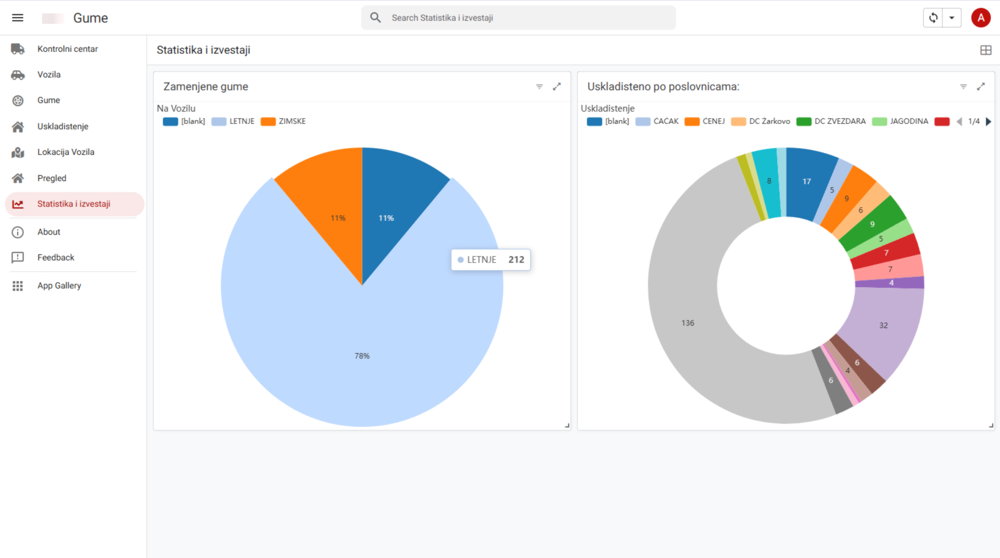 Gume
Search Statistika i izvestaji
A
Kontrolni centar
Vozila
Gume
Uskladistenje
Lokacija Vozila
Pregled
Statistika i izvestaji
About
Feedback
App Gallery
Statistika i izvestaji
Zamenjene gume
Na Vozilu
[blank] LETNJE ZIMSKE
11% 11%
LETNJE 212
78%
Uskladisteno po poslovnicama:
Uskladistenje
[blank] ČAČAK ČENEJ DC Žarkovo DC ZVEZDARA JAGODINA 1/4
8
17
5
9
6
9
5
7
7
4
32
6
4
6
136